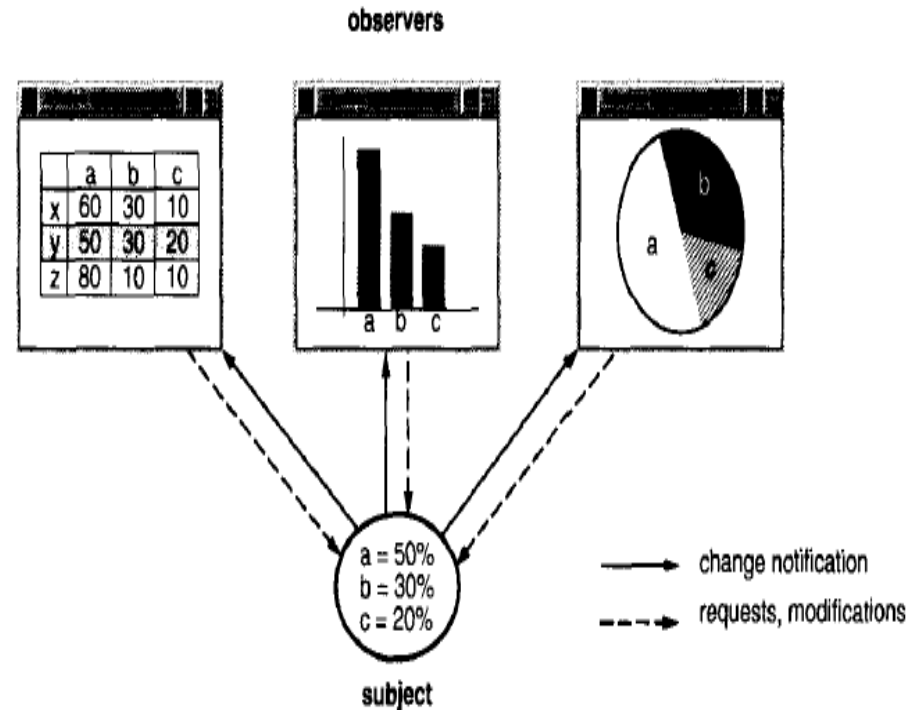 observers
a b c
x 60 30 10
y 50 30 20
z 80 10 10
a b c
b
a
c
a = 50%
b = 30%
c = 20%
change notification
requests, modifications
subject